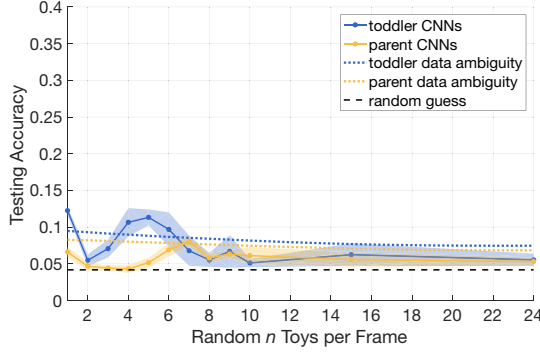 0.4
0.35
0.3
0.25
0.2
0.15
0.1
0.05
0
Testing Accuracy
toddler CNNs
parent CNNs
toddler data ambiguity
parent data ambiguity
random guess
2 4 6 8 10 12 14 16 18 20 22 24
Random n Toys per Frame